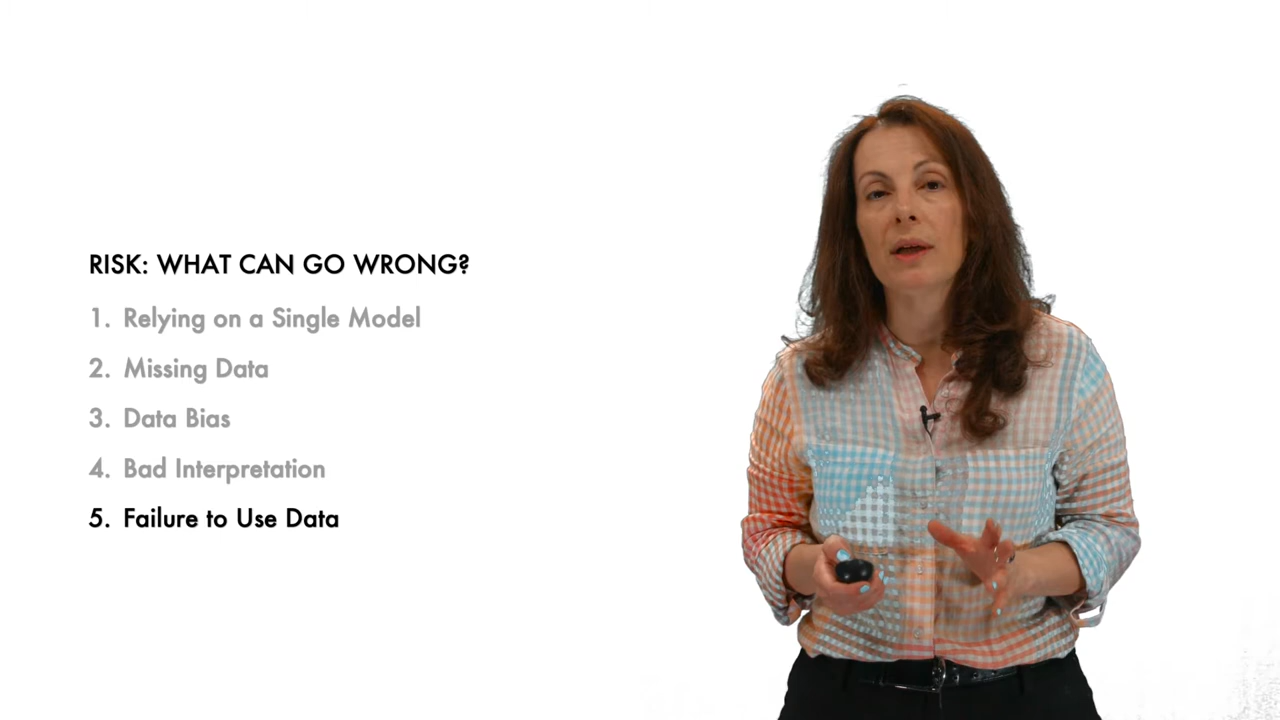 RISK: WHAT CAN GO WRONG?
1. Relying on a Single Model
2. Missing Data
3. Data Bias
4. Bad Interpretation
5. Failure to Use Data